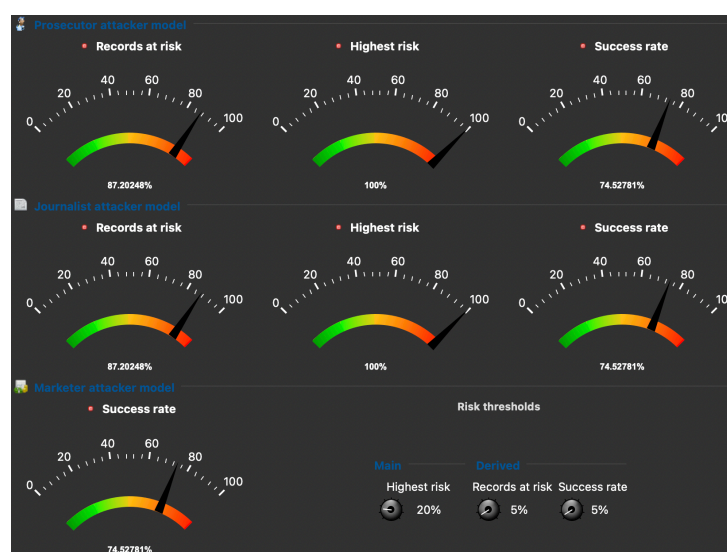 Prosecutor attacker model
Records at risk
Highest risk
Success rate
0 20 40 60 80 100
0 20 40 60 80 100
0 20 40 60 80 10
87.20248%
100%
74.52781%
Journalist attacker model
Records at risk
Highest risk
Success rate
0 20 40 60 80 100
0 20 40 60 80 100
0 20 40 60 80 10
87.20248%
100%
74.52781%
Marketer attacker model
Success rate
0 20 40 60 80 100
74.52781%
Risk thresholds
Main
Derived
Highest risk
Records at risk
Success rate
20%
5%
5%